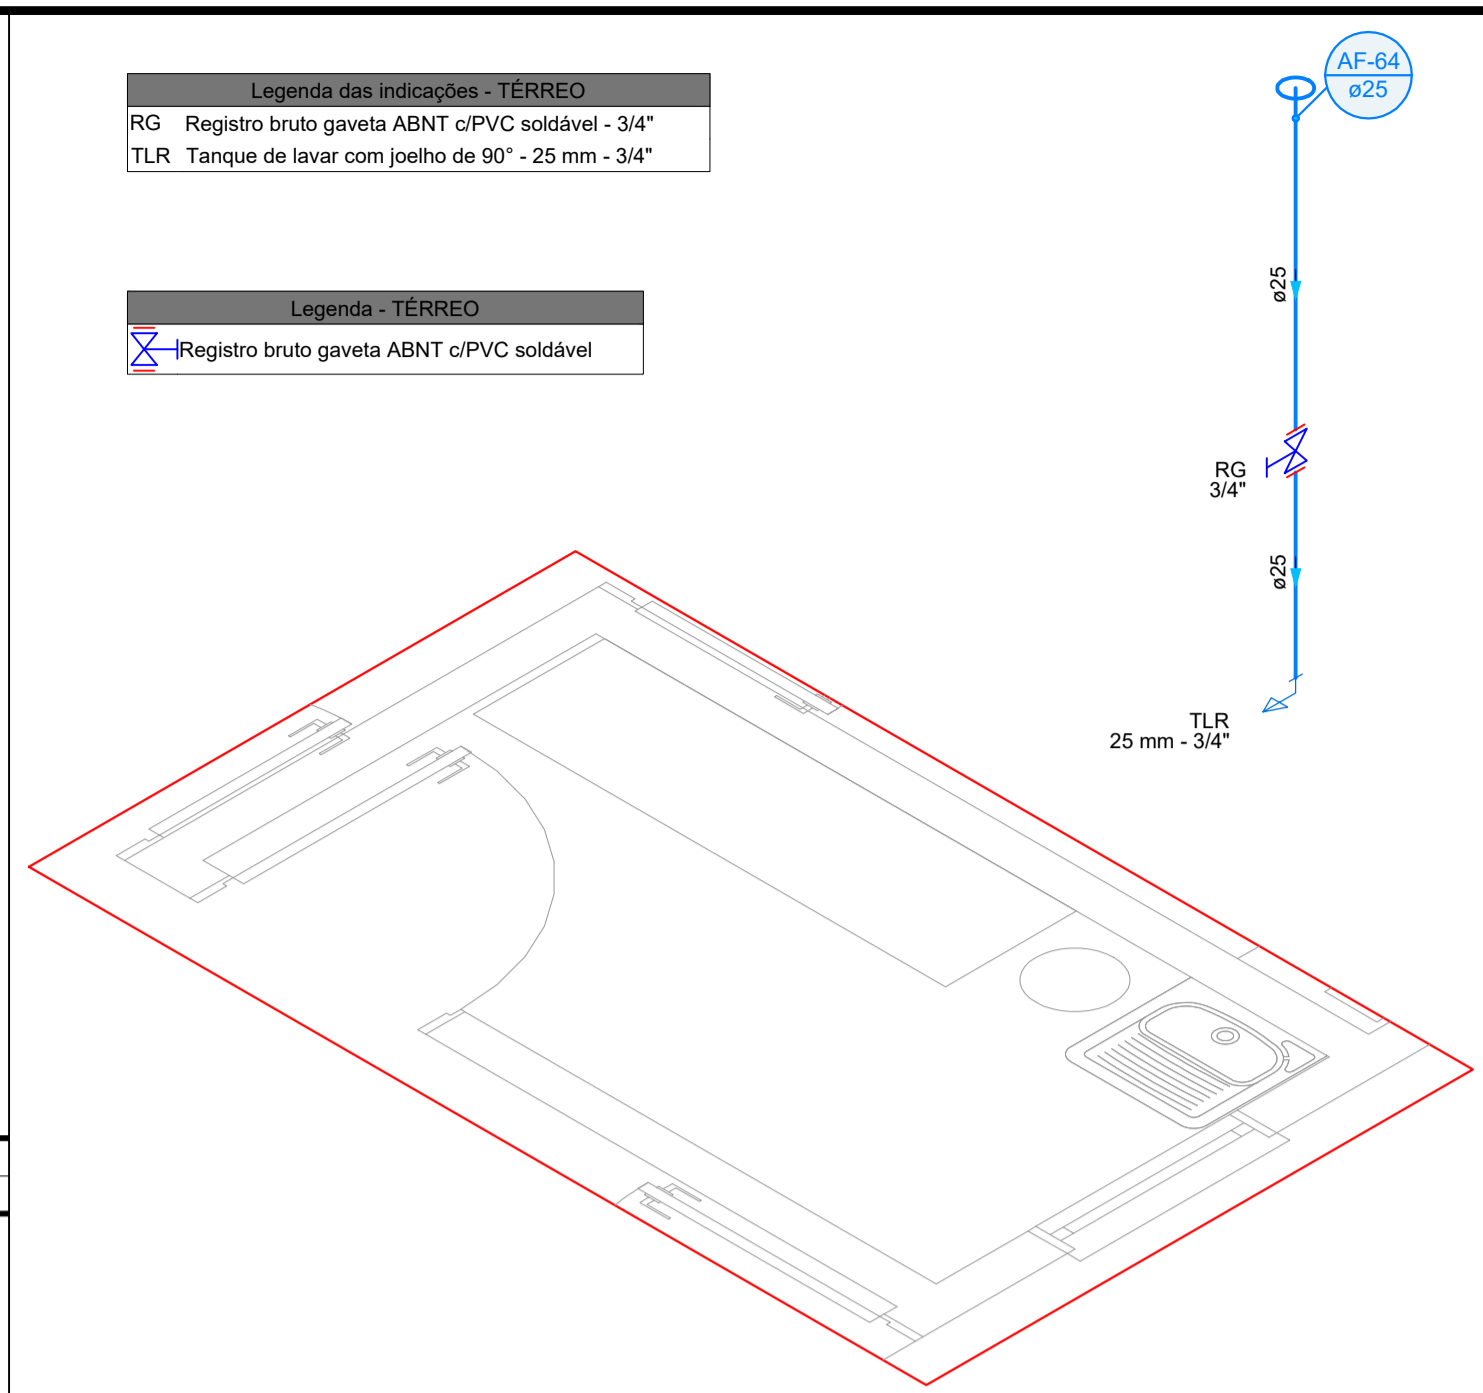 Legenda das indicações - TÉRREO
RG Registro bruto gaveta ABNT c/PVC soldável - 3/4"
TLR Tanque de lavar com joelho de 90° - 25 mm - 3/4"
Legenda - TÉRREO
Registro bruto gaveta ABNT c/PVC soldável
AF-64
ø25
ø25
RG
3/4"
ø25
TLR
25 mm - 3/4"